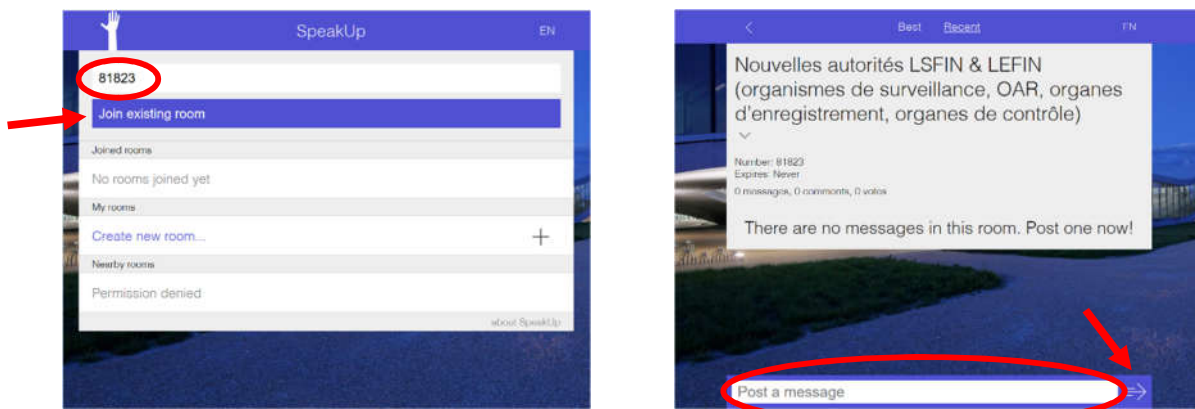 SpeakUp EN
81823
Join existing room
Joined rooms
No rooms joined yet
My rooms
Create new room... +
Nearby rooms
Permission denied
about SpeakUp
Best Recent EN
Nouvelles autorités LSFIN & LEFIN
(organismes de surveillance, OAR, organes
d'enregistrement, organes de contrôle)
Number: 81823
Expires: Never
0 messages, 0 comments, 0 votes
There are no messages in this room. Post one now!
Post a message